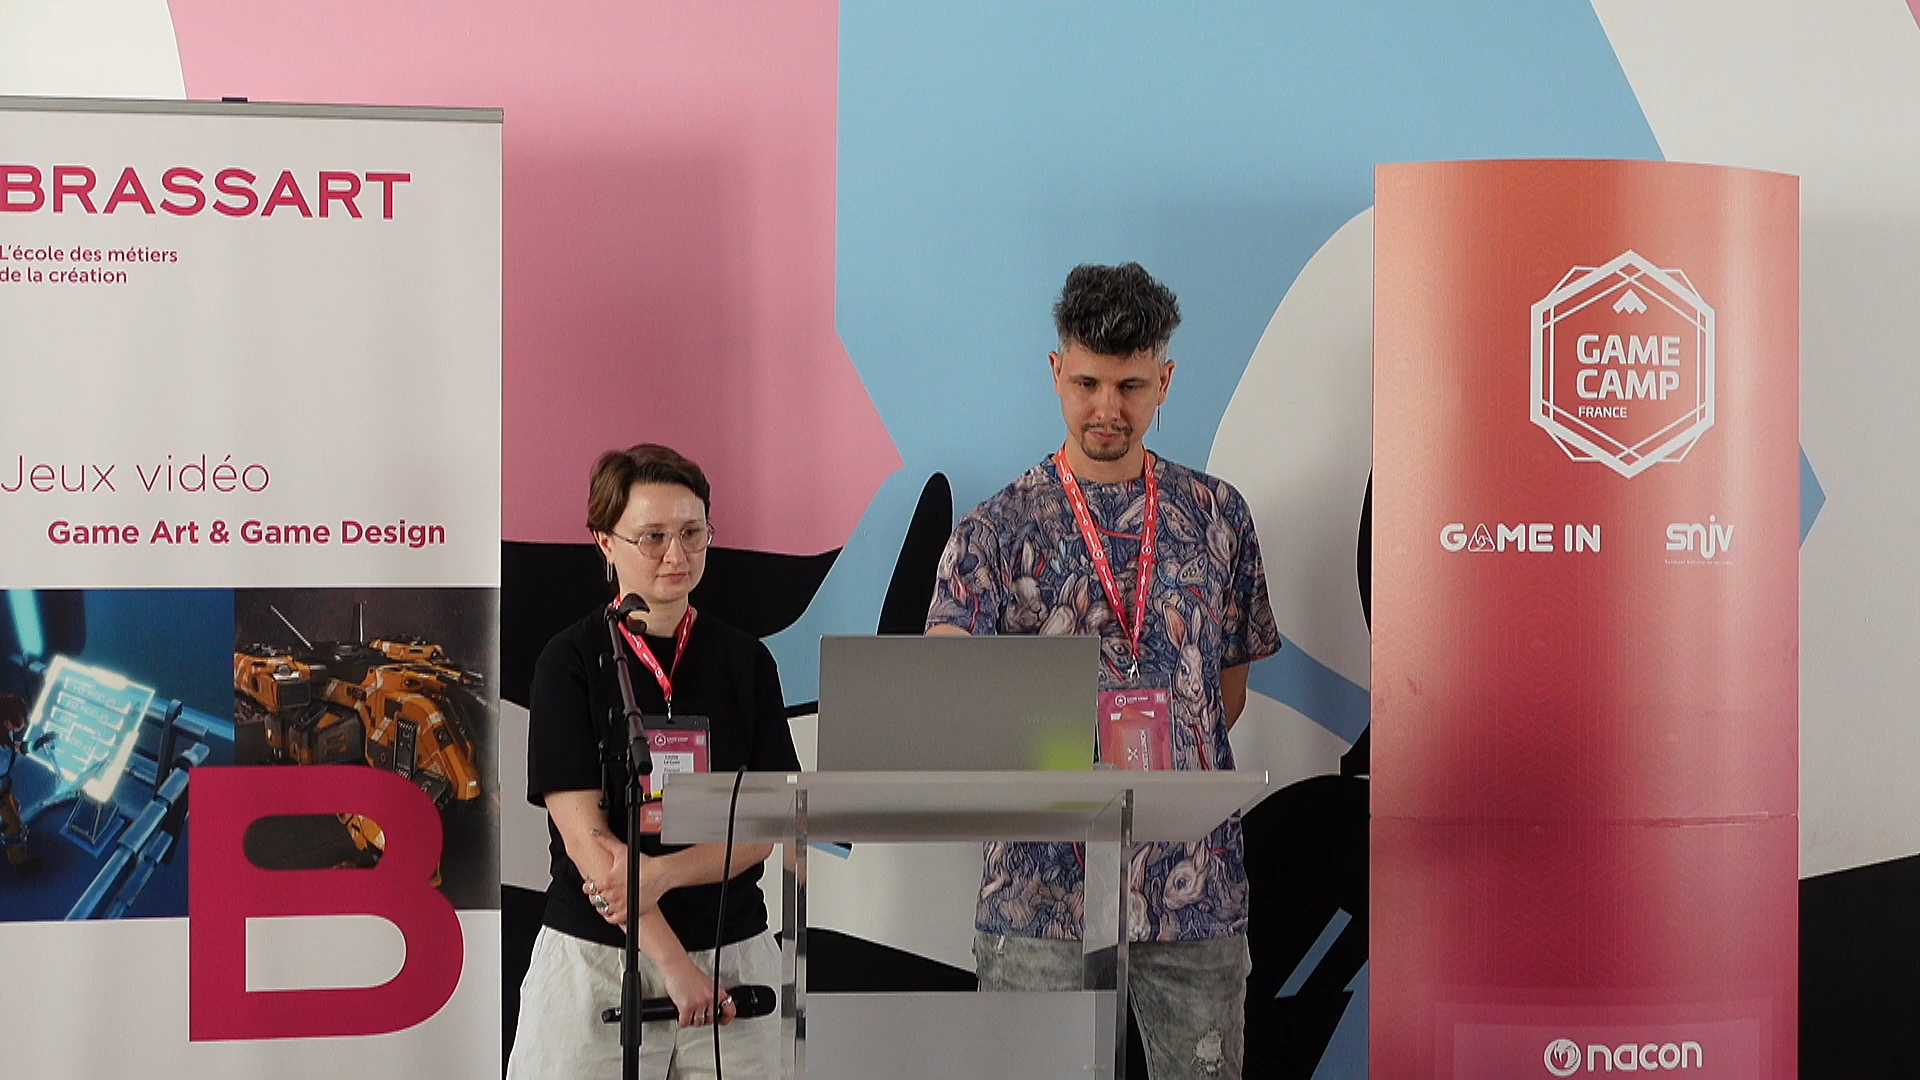 BRASSART
L'école des métiers
de la création
Jeux vidéo
Game Art & Game Design
B
GAME
CAMP
FRANCE
GAME IN
snjv
nacon